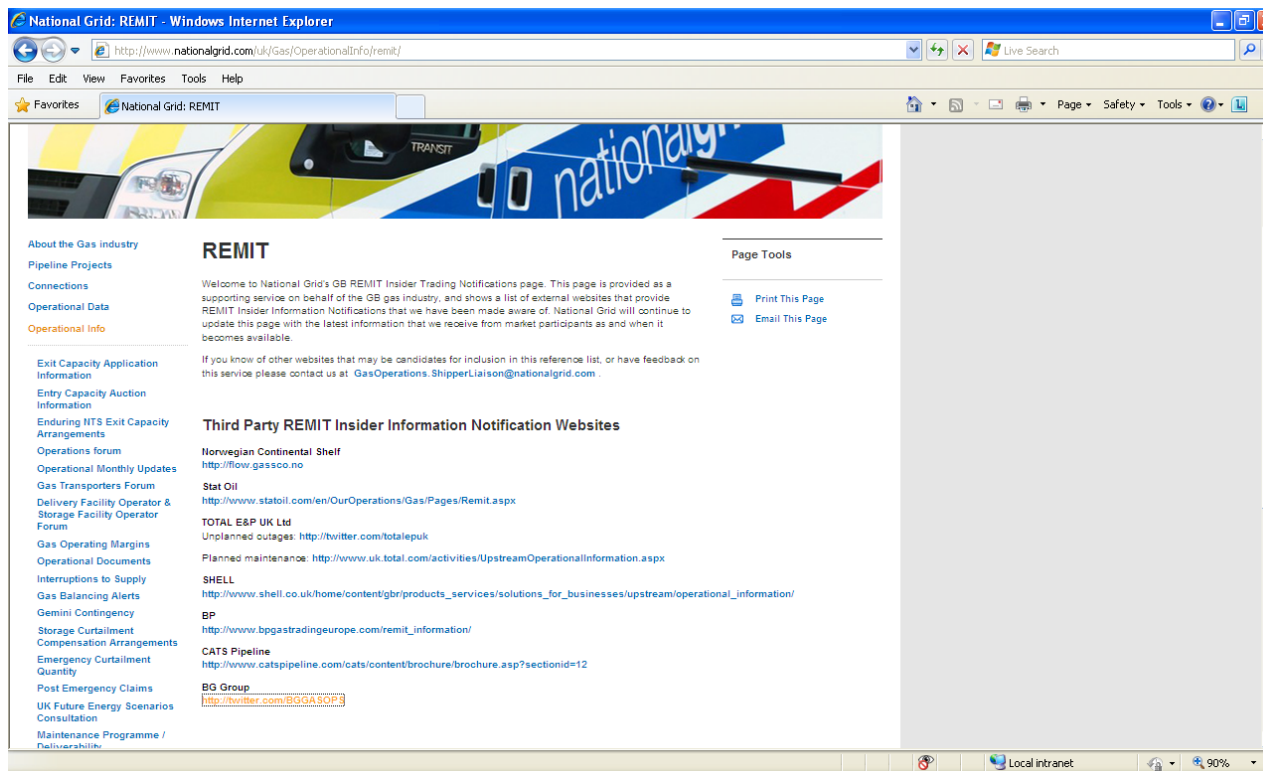 National Grid: REMIT - Windows Internet Explorer
http://www.nationalgrid.com/uk/Gas/OperationalInfo/remit/
Live Search
File Edit View Favorites Tools Help
Favorites
National Grid: REMIT
Page Safety Tools
TRANSIT
nationalgr
About the Gas industry
Pipeline Projects
Connections
Operational Data
Operational Info
Exit Capacity Application
Information
Entry Capacity Auction
Information
Enduring NTS Exit Capacity
Arrangements
Operations forum
Operational Monthly Updates
Gas Transporters Forum
Delivery Facility Operator &
Storage Facility Operator
Forum
Gas Operating Margins
Operational Documents
Interruptions to Supply
Gas Balancing Alerts
Gemini Contingency
Storage Curtailment
Compensation Arrangements
Emergency Curtailment
Quantity
Post Emergency Claims
UK Future Energy Scenarios
Consultation
Maintenance Programme /
Deliverability
REMIT
Welcome to National Grid's GB REMIT Insider Trading Notifications page. This page is provided as a
supporting service on behalf of the GB gas industry, and shows a list of external websites that provide
REMIT Insider Information Notifications that we have been made aware of. National Grid will continue to
update this page with the latest information that we receive from market participants as and when it
becomes available.
If you know of other websites that may be candidates for inclusion in this reference list, or have feedback on
this service please contact us at GasOperations.ShipperLiaison@nationalgrid.com .
Third Party REMIT Insider Information Notification Websites
Norwegian Continental Shelf
http://flow.gassco.no
Stat Oil
http://www.statoil.com/en/OurOperations/Gas/Pages/Remit.aspx
TOTAL E&P UK Ltd
Unplanned outages: http://twitter.com/totalepuk
Planned maintenance: http://www.uk.total.com/activities/UpstreamOperationalInformation.aspx
SHELL
http://www.shell.co.uk/home/content/gbr/products_services/solutions_for_businesses/upstream/operational_information/
BP
http://www.bpgastradingeurope.com/remit_information/
CATS Pipeline
http://www.catspipeline.com/cats/content/brochure/brochure.asp?sectionid=12
BG Group
http://twitter.com/BGGASOPS
Page Tools
Print This Page
Email This Page
Local intranet
90%